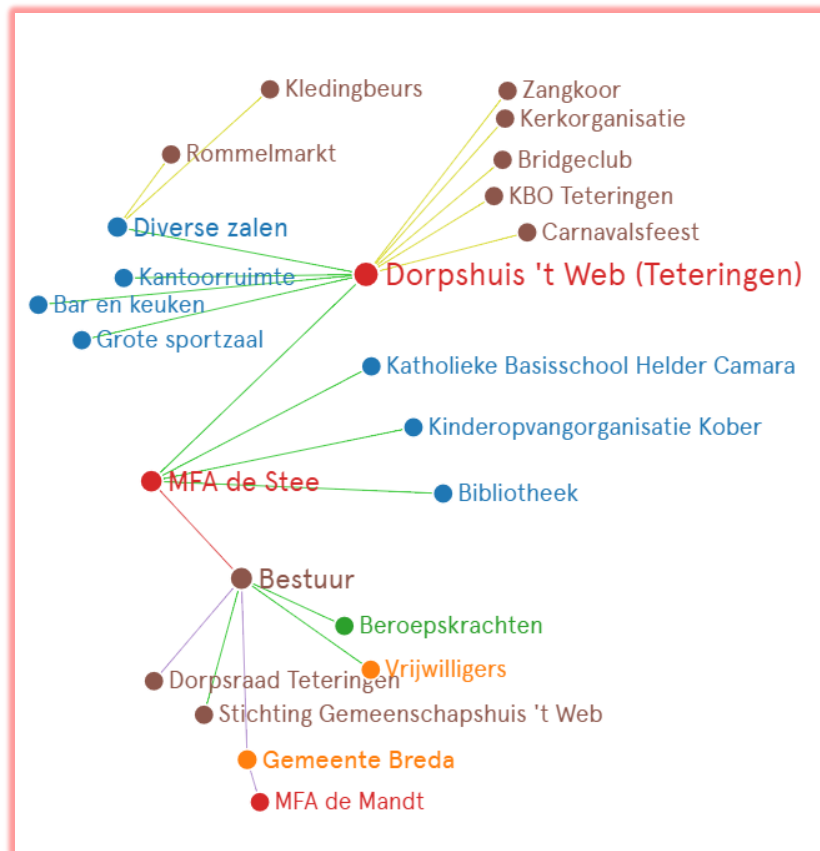 Kledingbeurs
Zangkoor
Kerkorganisatie
Rommelmarkt
Bridgeclub
KBO Teteringen
Diverse zalen
Carnavalsfeest
Kantoorruimte
Dorpshuis 't Web (Teteringen)
Bar en keuken
Grote sportzaal
Katholieke Basisschool Helder Camara
Kinderopvangorganisatie Kober
MFA de Stee
Bibliotheek
Bestuur
Beroepskrachten
Vrijwilligers
Dorpsraad Teteringen
Stichting Gemeenschapshuis 't Web
Gemeente Breda
MFA de Mandt